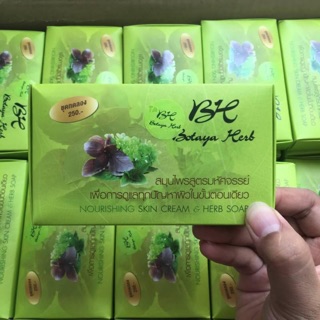 ชุดทดลอง
250.-
BH
Botaya Herb
BH
Botaya Herb
สมุนไพรสูตรมหัศจรรย์
เพื่อการดูแลทุกปัญหาผิวในขั้นตอนเดียว
NOURISHING SKIN CREAM & HERB SOAP